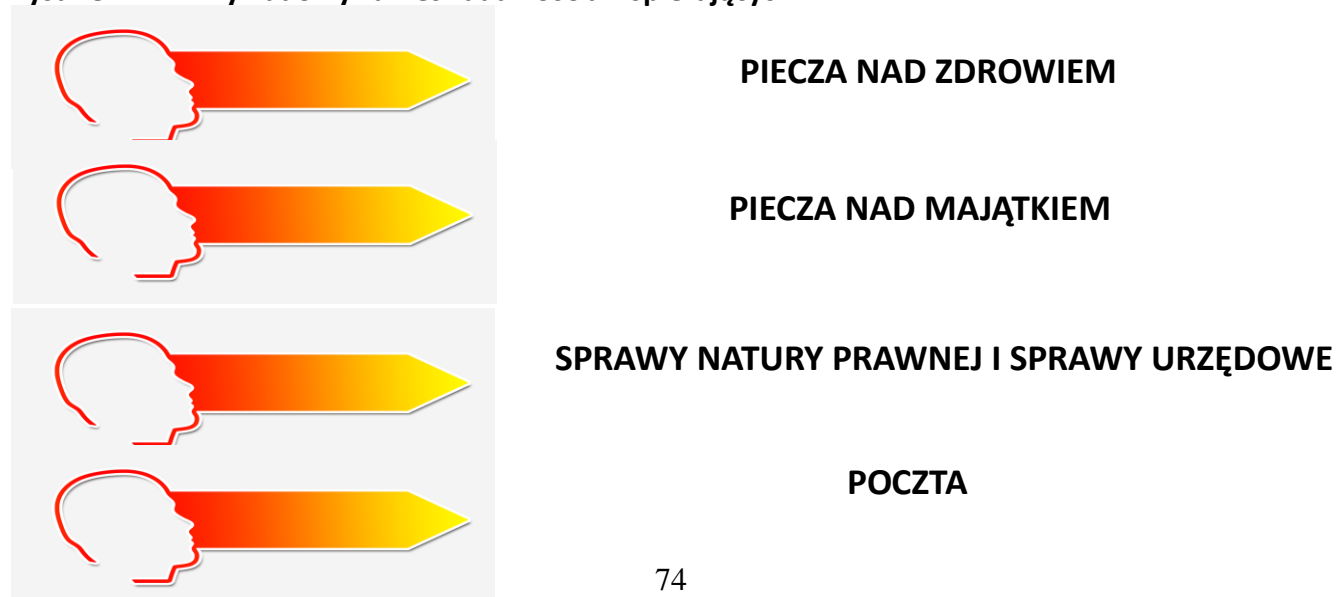 PIECZA NAD ZDROWIEM
PIECZA NAD MAJĄTKIEM
SPRAWY NATURY PRAWNEJ I SPRAWY URZĘDOWE
POCZTA
74